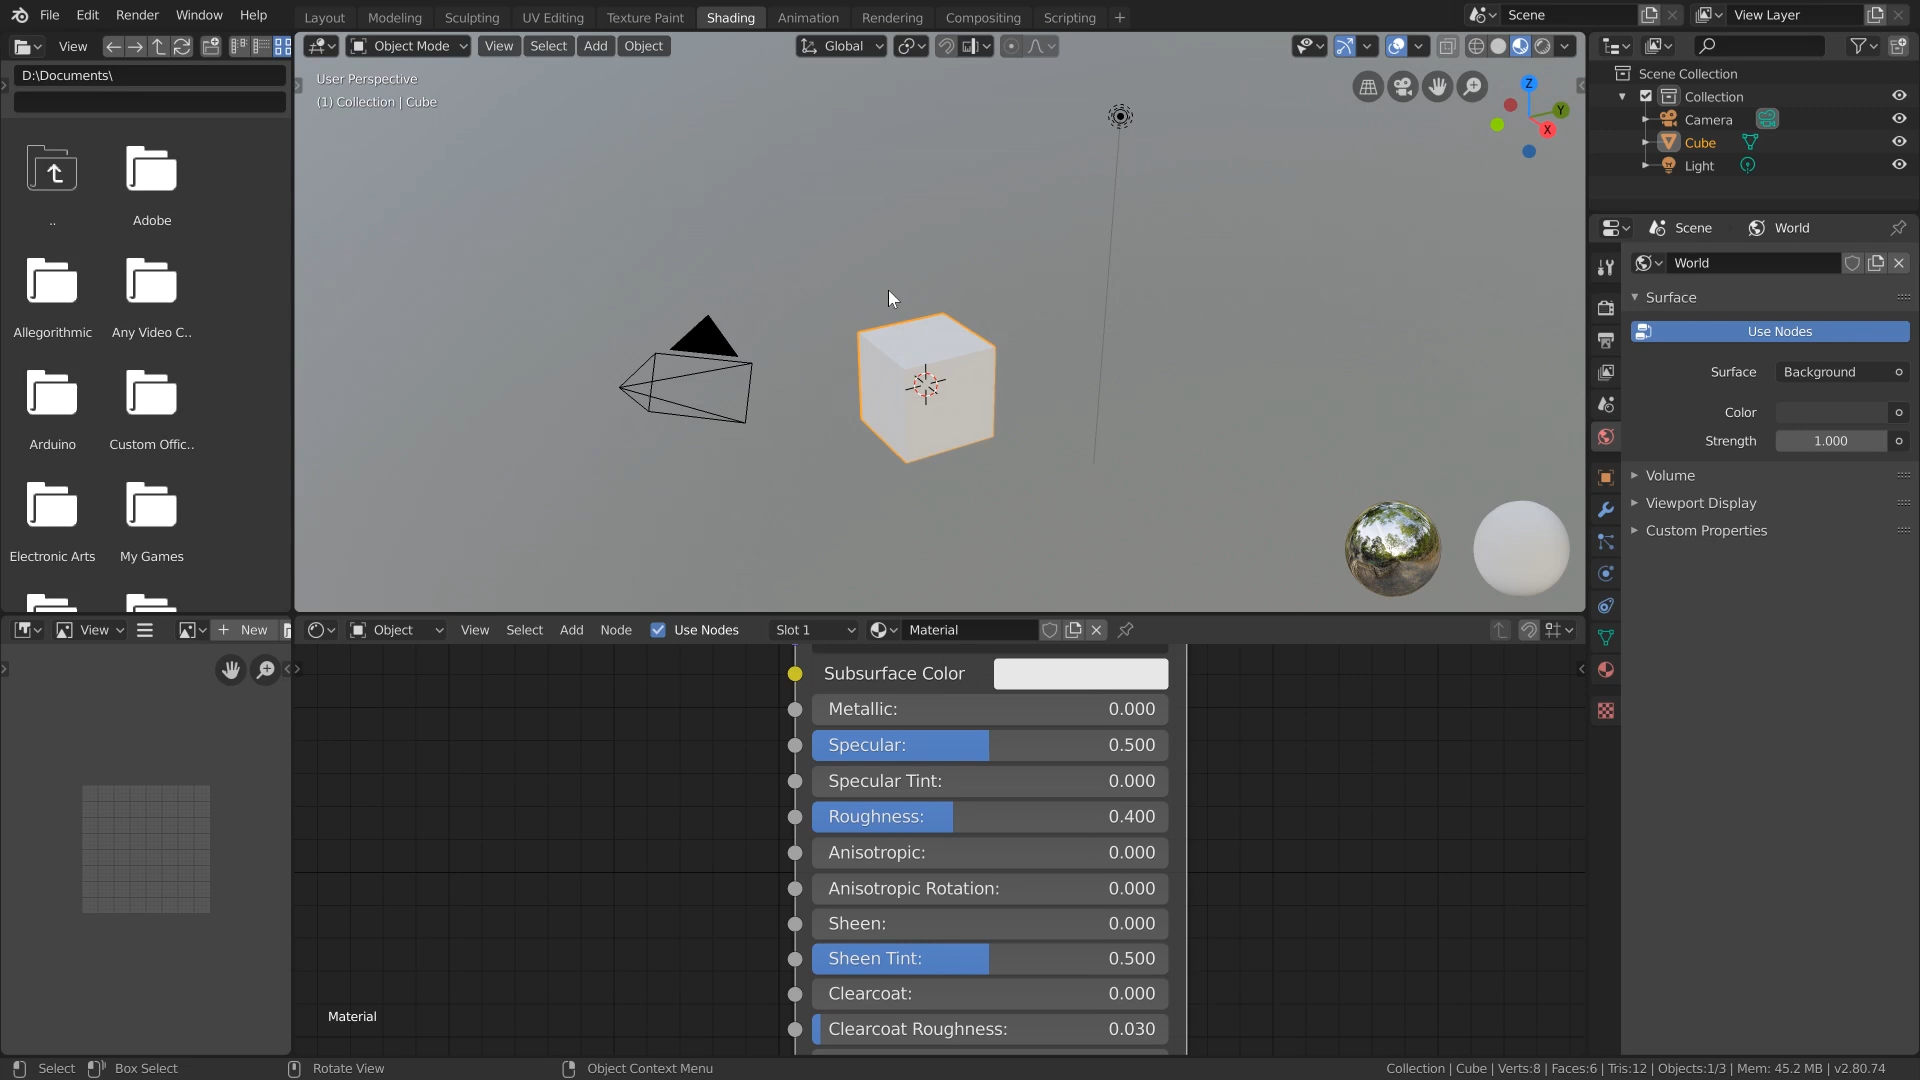 File Edit Render Window Help
Layout Modeling Sculpting UV Editing Texture Paint Shading Animation Rendering Compositing Scripting +
Scene
View Layer
View
D:\Documents\
..
Adobe
Allegorithmic
Any Video C..
Arduino
Custom Offic..
Electronic Arts
My Games
Object Mode View Select Add Object
Global
User Perspective
(1) Collection | Cube
Z
Y
X
Scene Collection
Collection
Camera
Cube
Light
Scene World
World
Surface
Use Nodes
Surface Background
Color
Strength 1.000
Volume
Viewport Display
Custom Properties
View
+ New
Object View Select Add Node Use Nodes Slot 1 Material
Subsurface Color
Metallic: 0.000
Specular: 0.500
Specular Tint: 0.000
Roughness: 0.400
Anisotropic: 0.000
Anisotropic Rotation: 0.000
Sheen: 0.000
Sheen Tint: 0.500
Clearcoat: 0.000
Clearcoat Roughness: 0.030
Material
Select Box Select Rotate View Object Context Menu
Collection | Cube | Verts:8 | Faces:6 | Tris:12 | Objects:1/3 | Mem: 45.2 MB | v2.80.74